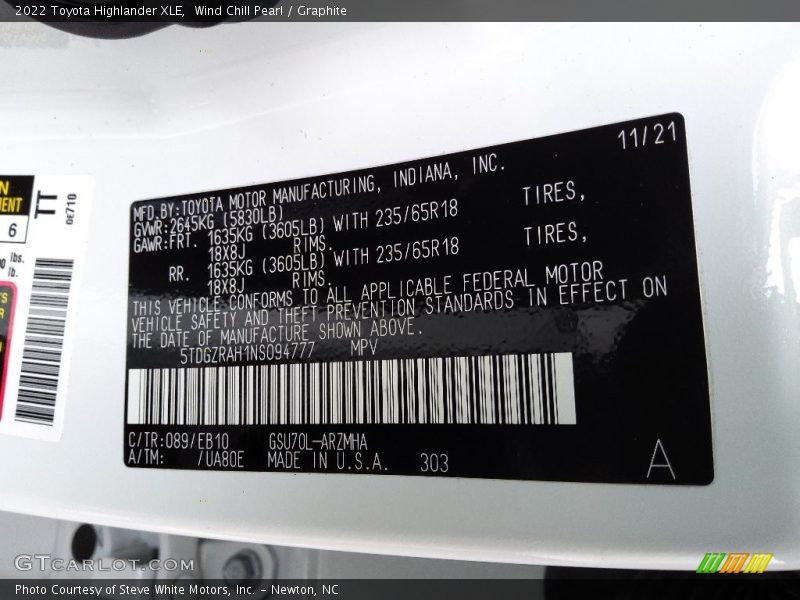 2022 Toyota Highlander XLE, Wind Chill Pearl / Graphite
11/21
MFD.BY:TOYOTA MOTOR MANUFACTURING, INDIANA, INC.
GVWR:2645KG (5830LB)
GAWR:FRT. 1635KG (3605LB) WITH 235/65R18 TIRES,
18X8J RIMS.
RR. 1635KG (3605LB) WITH 235/65R18 TIRES,
18X8J RIMS.
THIS VEHICLE CONFORMS TO ALL APPLICABLE FEDERAL MOTOR
VEHICLE SAFETY AND THEFT PREVENTION STANDARDS IN EFFECT ON
THE DATE OF MANUFACTURE SHOWN ABOVE.
5TDGZRAH1NS094777 MPV
C/TR:089/EB10 GSU70L-ARZMHA
A/TM: /UA80E MADE IN U.S.A. 303
A
TT
0E710
6
lbs.
lb.
GTCARLOT.COM
Photo Courtesy of Steve White Motors, Inc. - Newton, NC